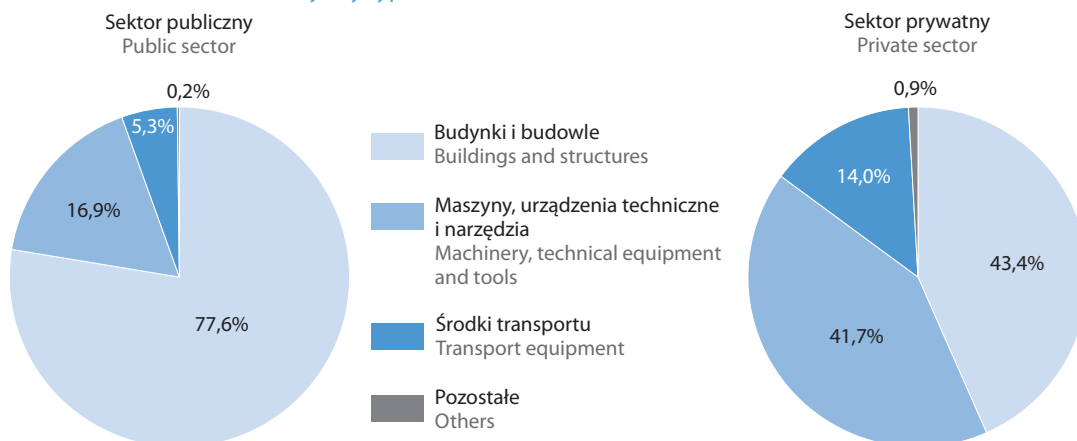 Sektor publiczny
Public sector
0,2%
5,3%
16,9%
77,6%
Budynki i budowle
Buildings and structures
Maszyny, urządzenia techniczne
i narzędzia
Machinery, technical equipment
and tools
Środki transportu
Transport equipment
Pozostałe
Others
Sektor prywatny
Private sector
0,9%
14,0%
43,4%
41,7%